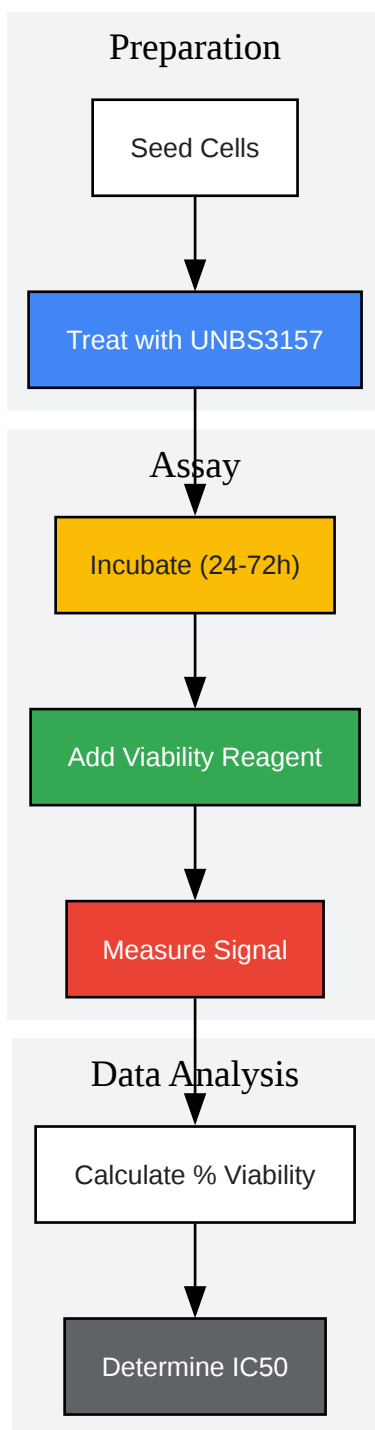 Preparation
Seed Cells
Treat with UNBS3157
Assay
Incubate (24-72h)
Add Viability Reagent
Measure Signal
Data Analysis
Calculate % Viability
Determine IC50